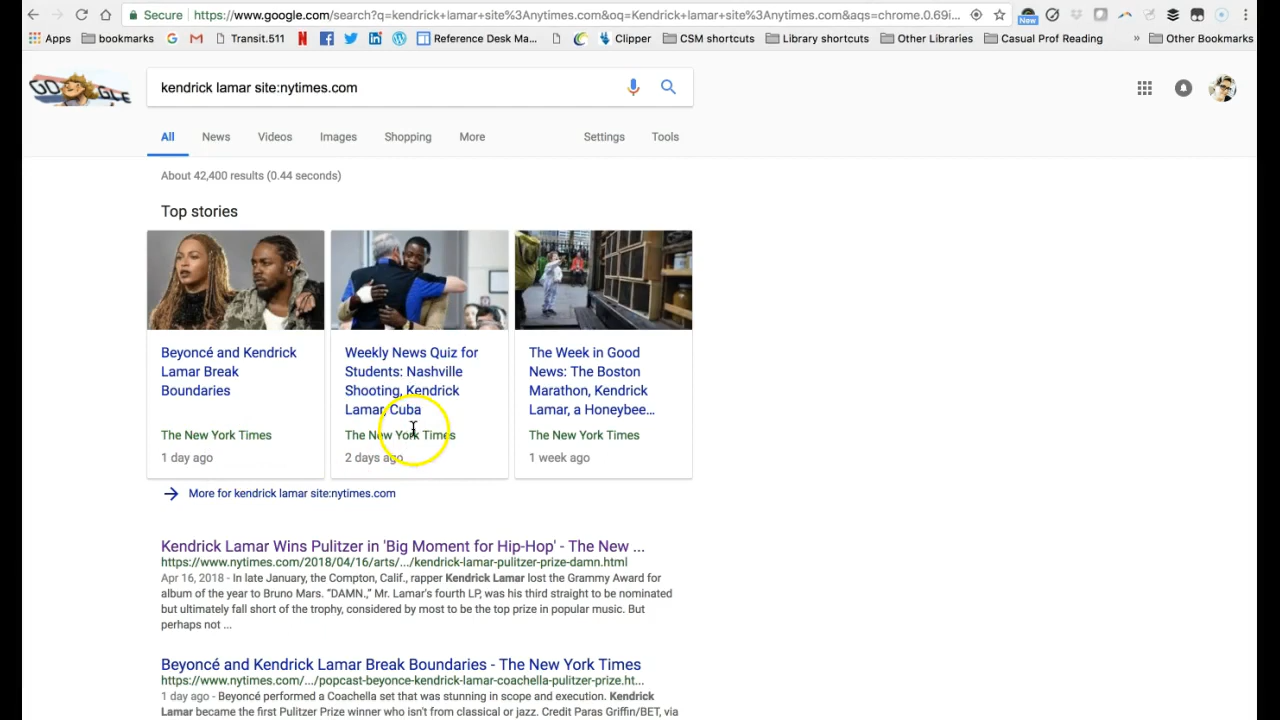 Secure https://www.google.com/search?q=kendrick+lamar+site%3Anytimes.com&oq=Kendrick+lamar+site%3Anytimes.com&aqs=chrome.0.69i...
New
Apps bookmarks Transit.511 Reference Desk Ma... Clipper CSM shortcuts Library shortcuts Other Libraries Casual Prof Reading » Other Bookmarks
GOOGLE
kendrick lamar site:nytimes.com
All News Videos Images Shopping More Settings Tools
About 42,400 results (0.44 seconds)
Top stories
Beyoncé and Kendrick
Lamar Break
Boundaries
The New York Times
1 day ago
Weekly News Quiz for
Students: Nashville
Shooting, Kendrick
Lamar, Cuba
The New York Times
2 days ago
The Week in Good
News: The Boston
Marathon, Kendrick
Lamar, a Honeybee...
The New York Times
1 week ago
More for kendrick lamar site:nytimes.com
Kendrick Lamar Wins Pulitzer in 'Big Moment for Hip-Hop' - The New ...
https://www.nytimes.com/2018/04/16/arts/.../kendrick-lamar-pulitzer-prize-damn.html
Apr 16, 2018 - In late January, the Compton, Calif., rapper Kendrick Lamar lost the Grammy Award for
album of the year to Bruno Mars. “DAMN.,” Mr. Lamar's fourth LP, was his third straight to be nominated
but ultimately fall short of the trophy, considered by most to be the top prize in popular music. But
perhaps not ...
Beyoncé and Kendrick Lamar Break Boundaries - The New York Times
https://www.nytimes.com/.../popcast-beyonce-kendrick-lamar-coachella-pulitzer-prize.ht...
1 day ago - Beyoncé performed a Coachella set that was stunning in scope and execution. Kendrick
Lamar became the first Pulitzer Prize winner who isn't from classical or jazz. Credit Paras Griffin/BET, via